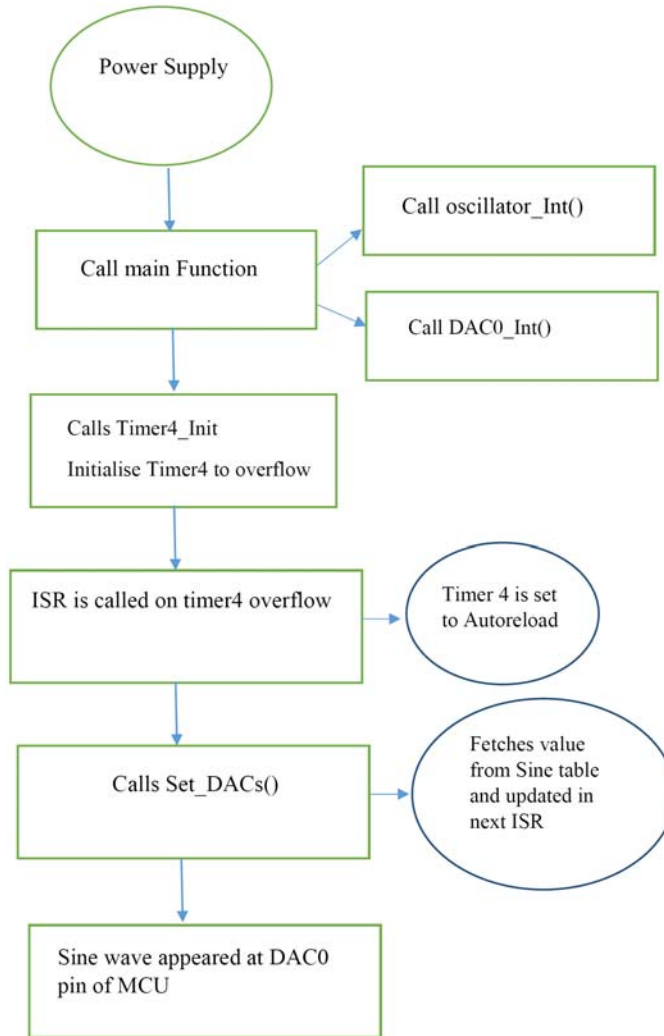 Power Supply
Call oscillator_Int()
Call main Function
Call DAC0_Int()
Calls Timer4_Init
Initialise Timer4 to overflow
ISR is called on timer4 overflow
Timer 4 is set
to Autoreload
Calls Set_DACs()
Fetches value
from Sine table
and updated in
next ISR
Sine wave appeared at DAC0
pin of MCU